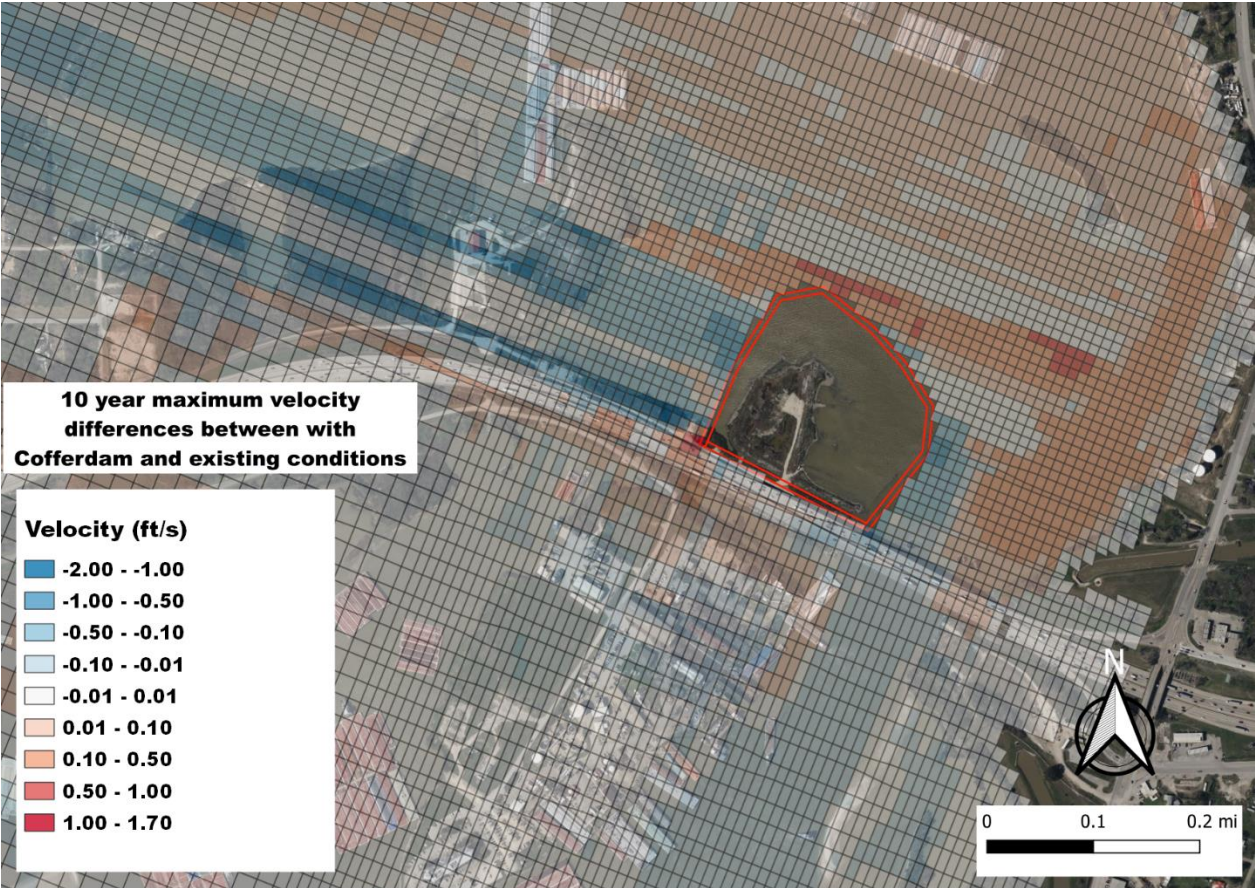 10 year maximum velocity
differences between with
Cofferdam and existing conditions
Velocity (ft/s)
-2.00 - -1.00
-1.00 - -0.50
-0.50 - -0.10
-0.10 - -0.01
-0.01 - 0.01
0.01 - 0.10
0.10 - 0.50
0.50 - 1.00
1.00 - 1.70
N
0 0.1 0.2 mi